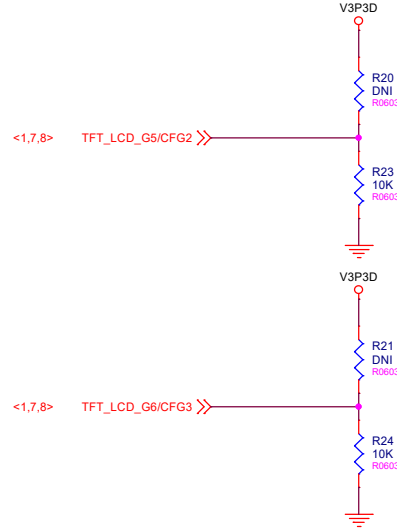 V3P3D
R20
DNI
R0603
<1,7,8> TFT_LCD_G5/CFG2
R23
10K
R0603
V3P3D
R21
DNI
R0603
<1,7,8> TFT_LCD_G6/CFG3
R24
10K
R0603